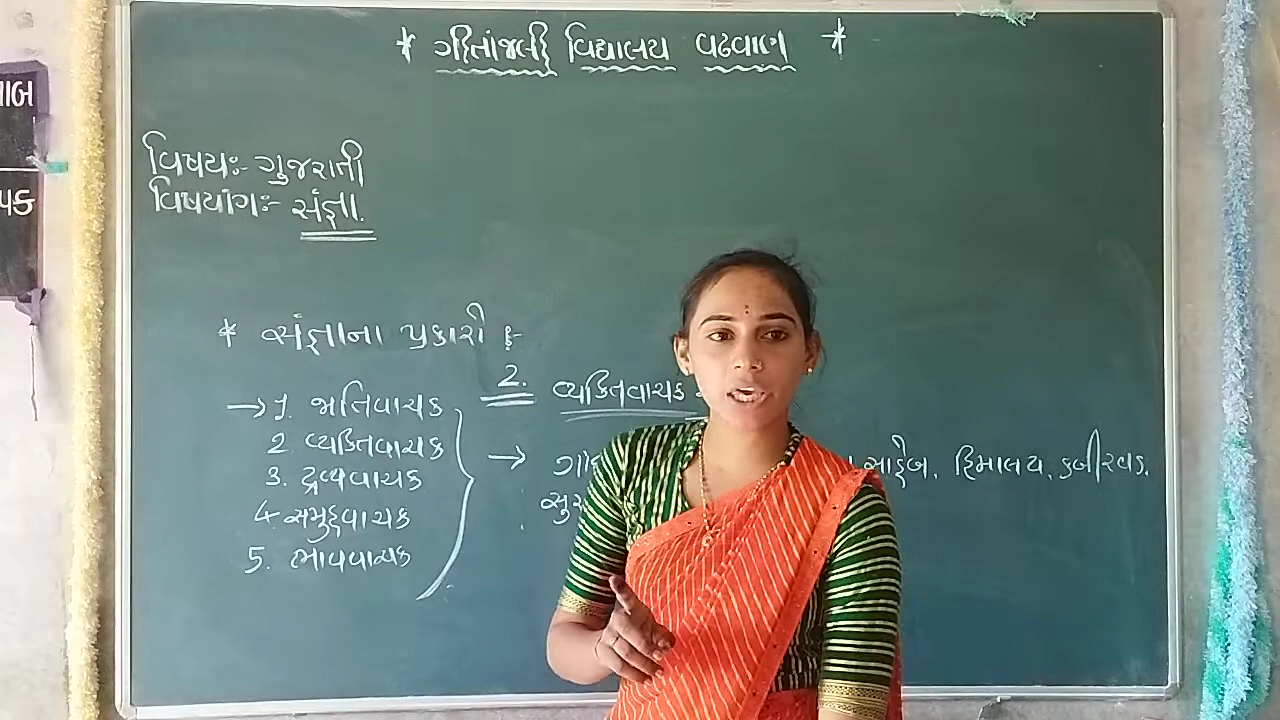 * ગીતાંજલી વિદ્યાલય વઢવાણ *
વિષય:- ગુજરાતી
વિષયાંગ:- સંજ્ઞા.
* સંજ્ઞાના પ્રકારો :-
→ 1. જાતિવાચક
2 વ્યક્તિવાચક
3. દ્રવ્યવાચક
4 સમુહવાચક
5. ભાવવાચક
2. વ્યક્તિવાચક
→ સાહેબ, હિમાલય, કબીરવડ,
પક